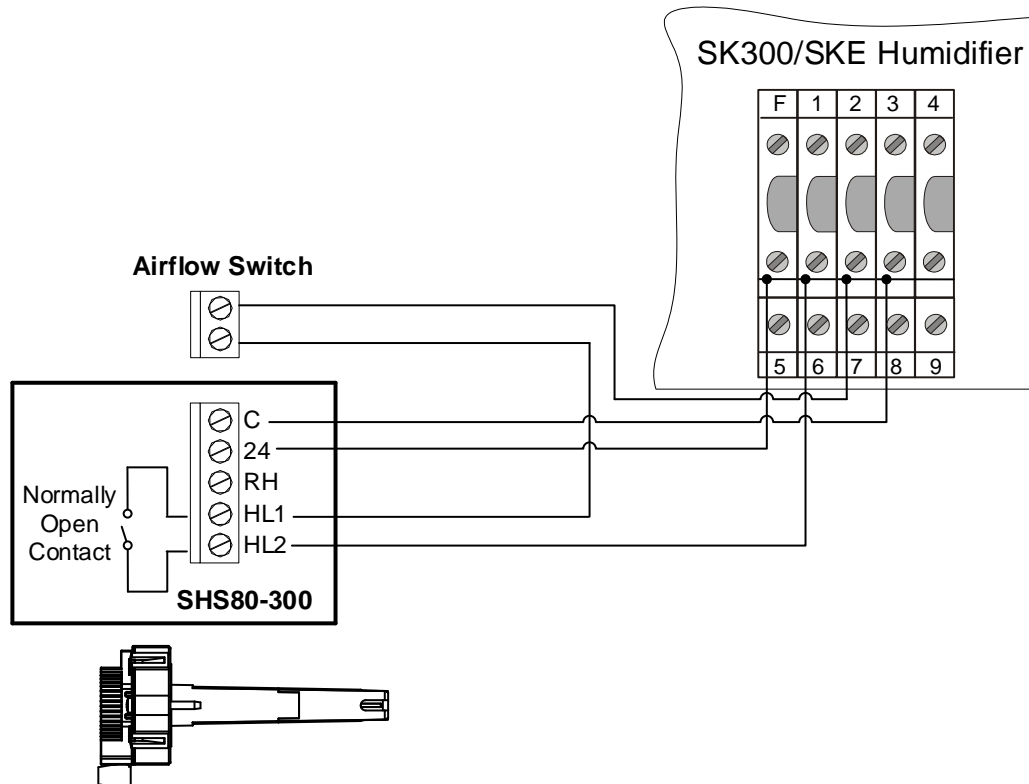 SK300/SKE Humidifier
F 1 2 3 4
5 6 7 8 9
Airflow Switch
C
24
RH
HL1
HL2
Normally
Open
Contact
SHS80-300